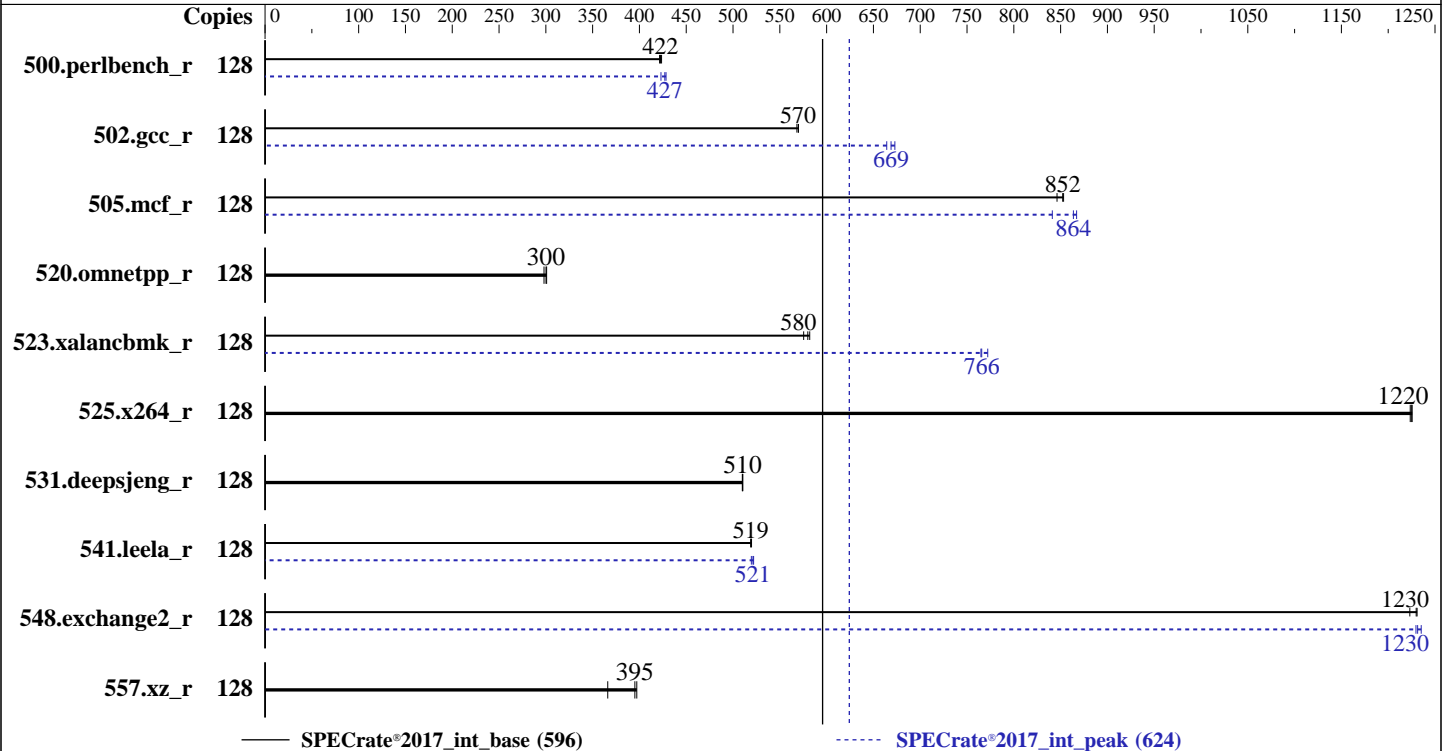 Copies 0 100 150 200 250 300 350 400 450 500 550 600 650 700 750 800 850 900 950 1050 1150 1250
500.perlbench_r 128 422
427
502.gcc_r 128 570
669
505.mcf_r 128 852
864
520.omnetpp_r 128 300
523.xalancbmk_r 128 580
766
525.x264_r 128 1220
531.deepsjeng_r 128 510
541.leela_r 128 519
521
548.exchange2_r 128 1230
1230
557.xz_r 128 395
SPECrate®2017_int_base (596) SPECrate®2017_int_peak (624)